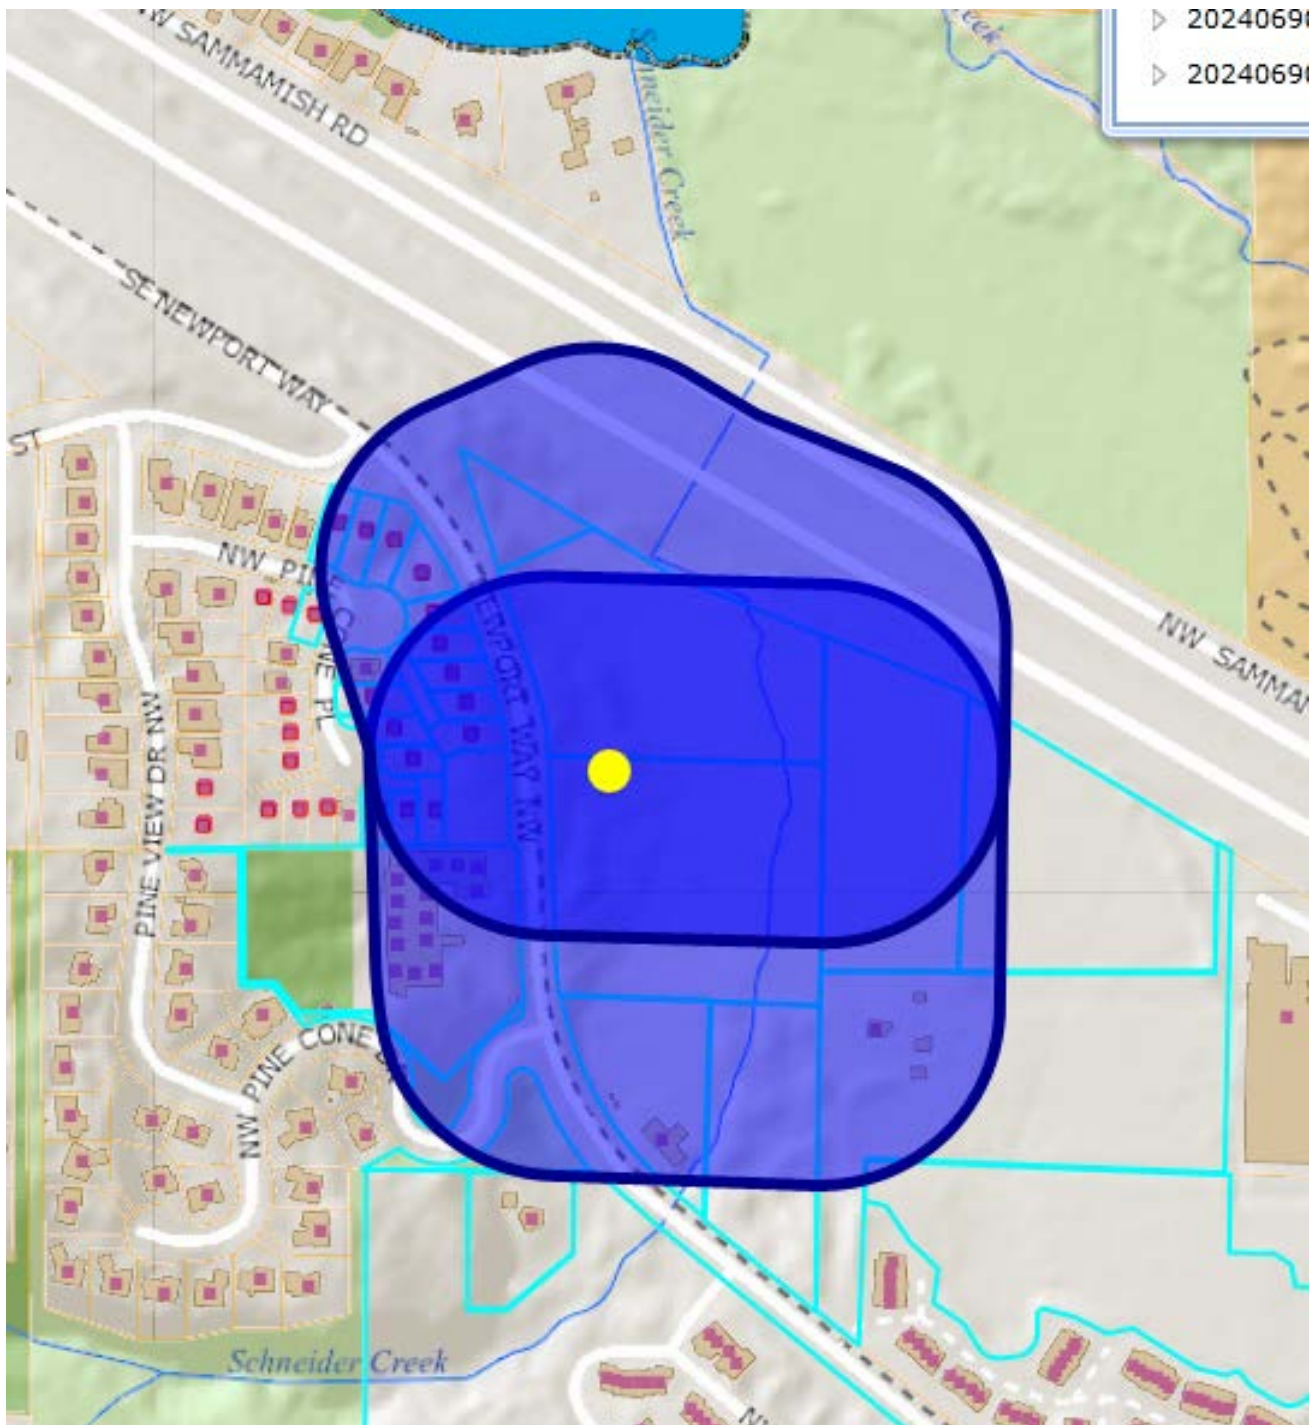 2024069
2024069
NW SAMMAMISH RD
Schneider Creek
Creek
SE NEWPORT WAY
ST
NW PINE CONE PL
NEWPORT WAY NW
NW SAMMAM
PINE VIEW DR NW
NW PINE CONE DR
Schneider Creek